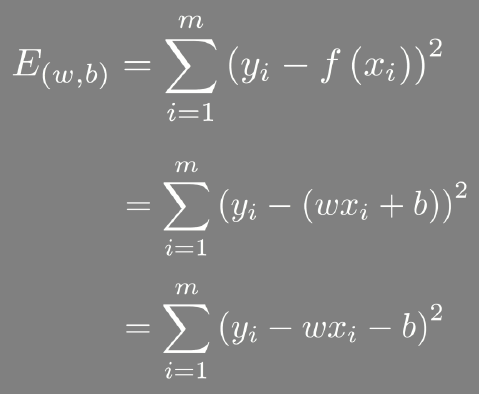 $E_{(w,b)} = \sum_{i=1}^{m} (y_i - f(x_i))^2$
$= \sum_{i=1}^{m} (y_i - (wx_i + b))^2$
$= \sum_{i=1}^{m} (y_i - wx_i - b)^2$